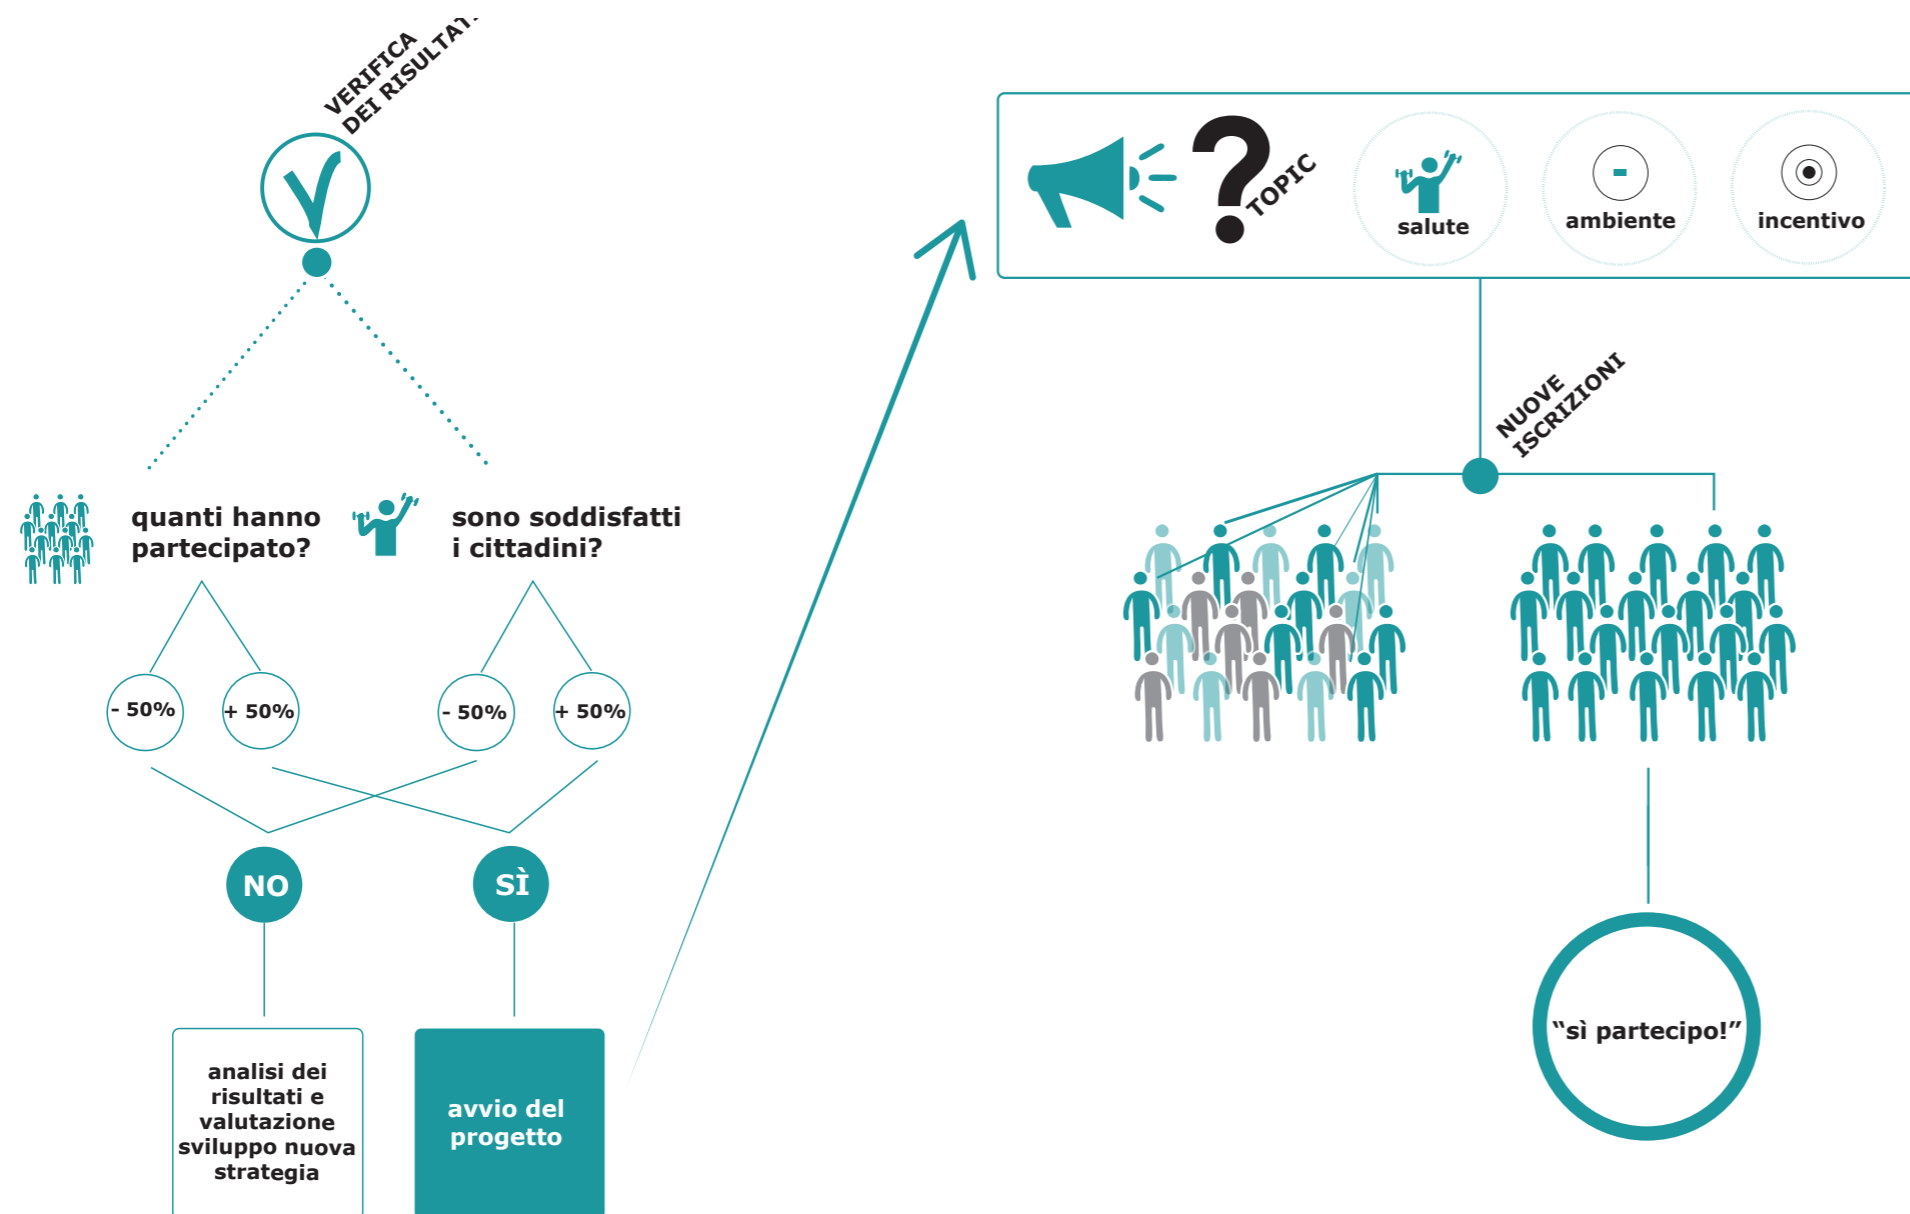 VERIFICA
DEI RISULTATI
quanti hanno
partecipato?
sono soddisfatti
i cittadini?
- 50%
+ 50%
- 50%
+ 50%
NO
SÌ
analisi dei
risultati e
valutazione
sviluppo nuova
strategia
avvio del
progetto
?
TOPIC
salute
ambiente
incentivo
NUOVE
ISCRIZIONI
“sì partecipo!”